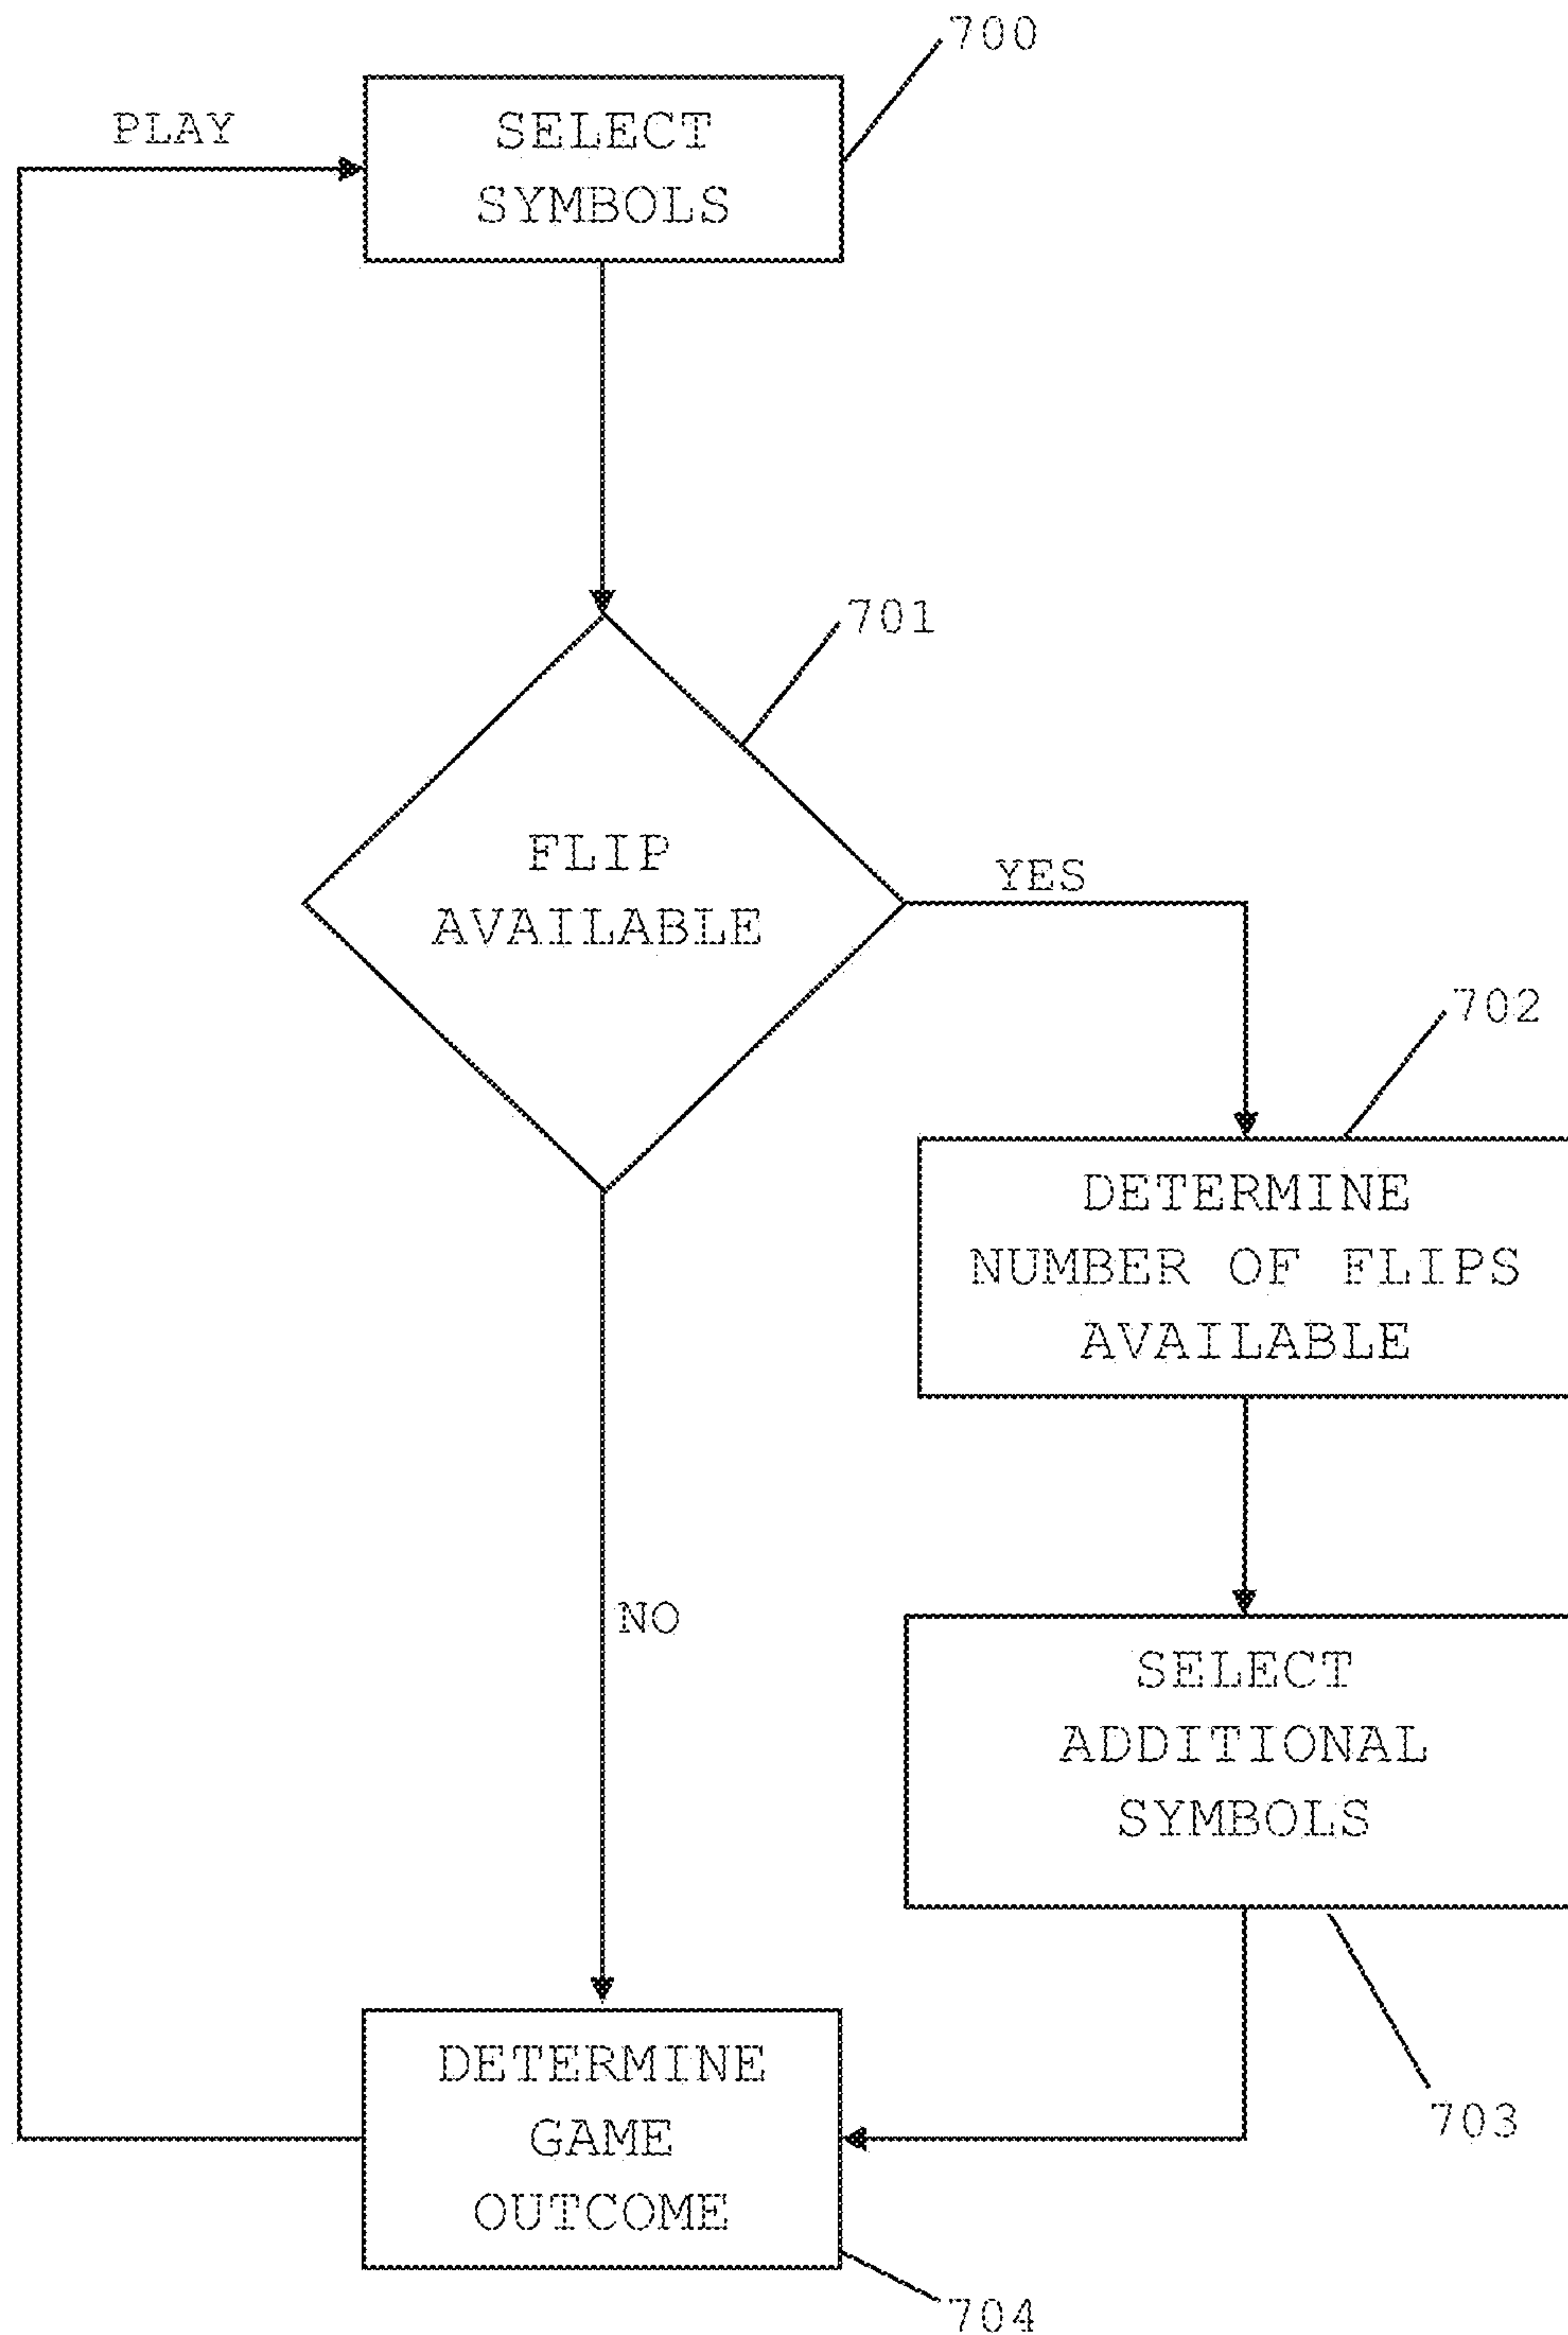 700
PLAY
SELECT
SYMBOLS
701
FLIP
AVAILABLE
YES
702
DETERMINE
NUMBER OF FLIPS
AVAILABLE
NO
SELECT
ADDITIONAL
SYMBOLS
703
DETERMINE
GAME
OUTCOME
704